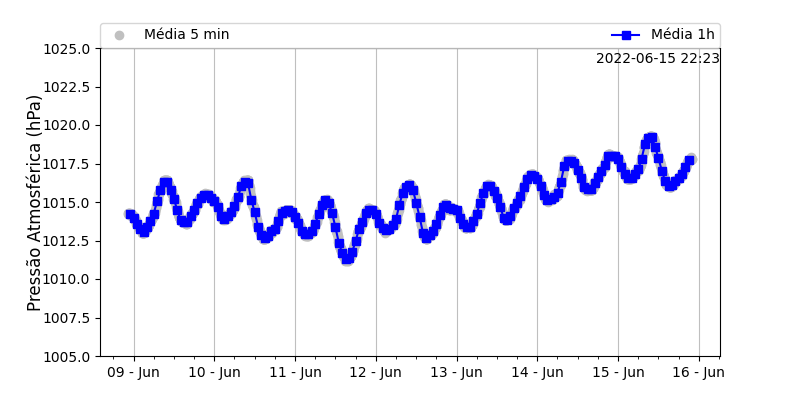 Média 5 min
Média 1h
2022-06-15 22:23
Pressão Atmosférica (hPa)
1025.0
1022.5
1020.0
1017.5
1015.0
1012.5
1010.0
1007.5
1005.0
09 - Jun
10 - Jun
11 - Jun
12 - Jun
13 - Jun
14 - Jun
15 - Jun
16 - Jun